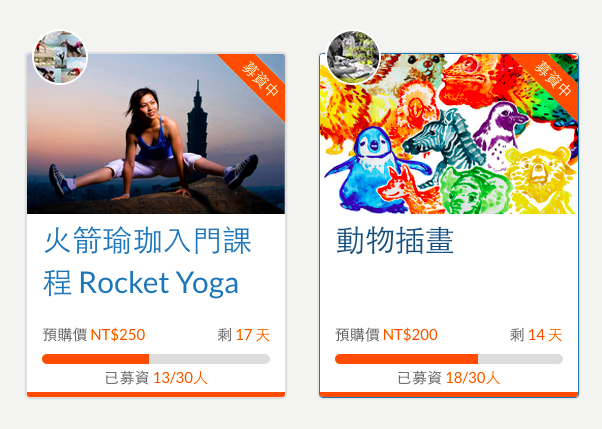 募資中
火箭瑜珈入門課
程 Rocket Yoga
預購價 NT$250 剩 17 天
已募資 13/30人
募資中
動物插畫
預購價 NT$200 剩 14 天
已募資 18/30人